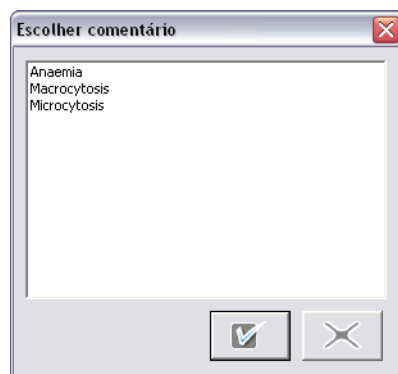 Escolher comentário
Anaemia
Macrocytosis
Microcytosis